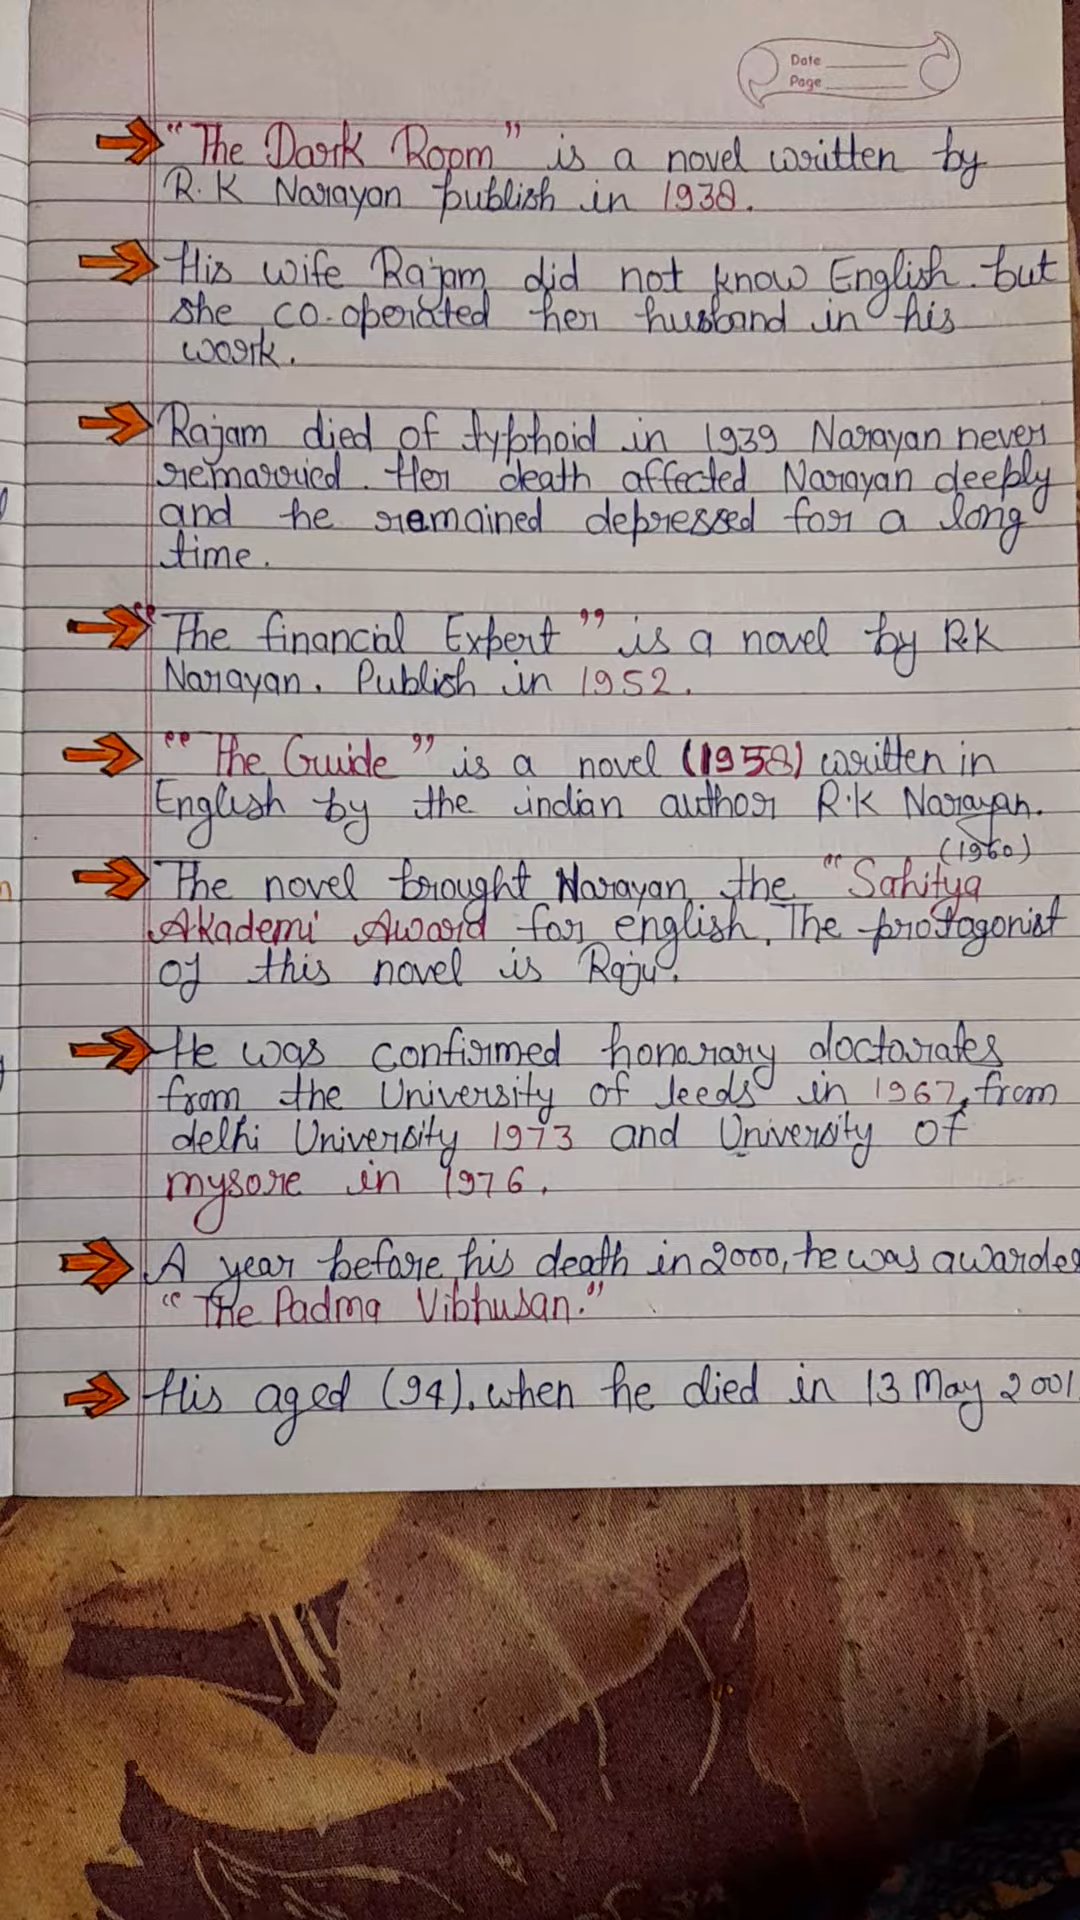 Date
Page
"The Dark Room" is a novel written by
R.K Narayan publish in 1938.
His wife Rajam did not know English. but
she co-operated her husband in his
work.
Rajam died of typhoid in 1939 Narayan never
remarried. Her death affected Narayan deeply
and he remained depressed for a long
time.
"The financial Expert" is a novel by R.K
Narayan. Publish in 1952.
"The Guide" is a novel (1958) written in
English by the indian author R.K Narayan.
(1960)
The novel brought Narayan the "Sahitya
Akademi Award for english. The protagonist
of this novel is Raju.
He was confirmed honarary doctorates
from the University of leeds in 1967, from
delhi University 1973 and University of
mysore in 1976.
A year before his death in 2000, he was awarded
"The Padma Vibhusan."
His aged (94). when he died in 13 May 2001